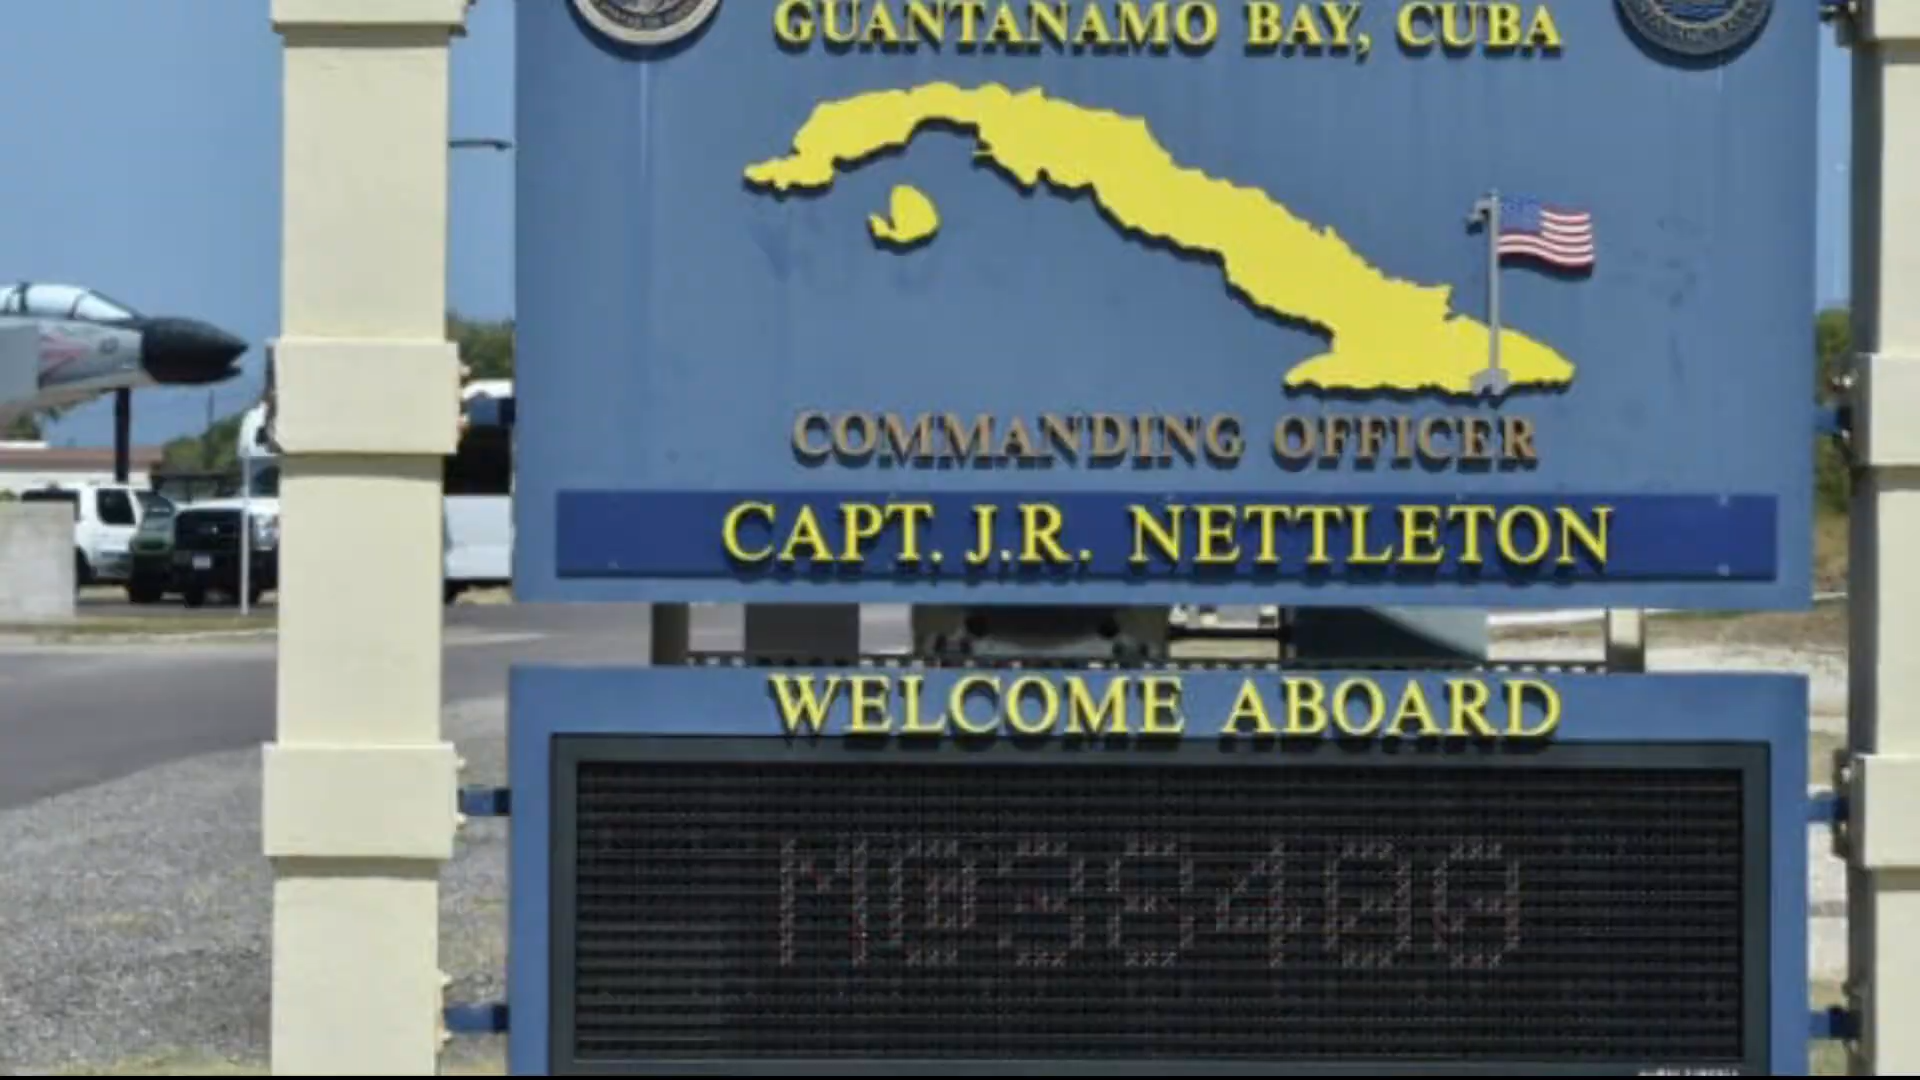 GUANTANAMO BAY, CUBA
COMMANDING OFFICER
CAPT. J.R. NETTLETON
WELCOME ABOARD